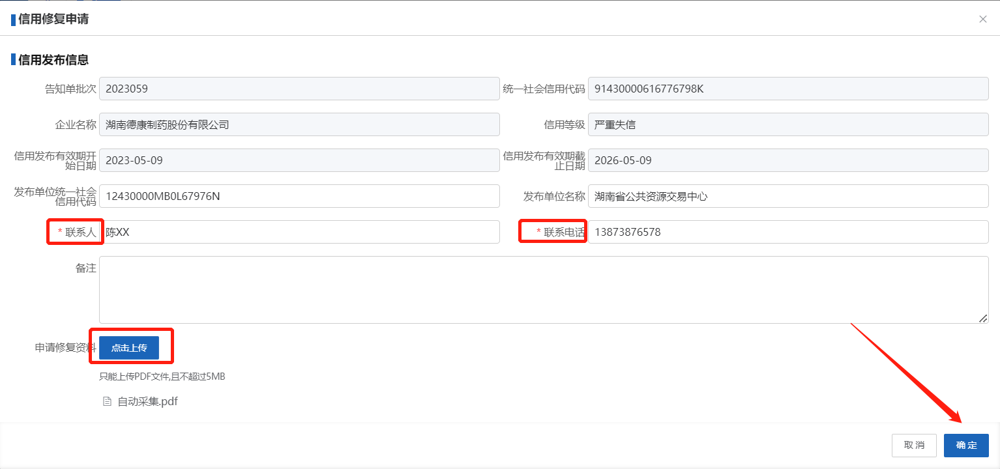 信用修复申请
信用发布信息
告知单批次 2023059 统一社会信用代码 91430000616776798K
企业名称 湖南德康制药股份有限公司 信用等级 严重失信
信用发布有效期开始日期 2023-05-09 信用发布有效期截止日期 2026-05-09
发布单位统一社会信用代码 12430000MB0L67976N 发布单位名称 湖南省公共资源交易中心
* 联系人 陈XX * 联系电话 13873876578
备注
申请修复资料 点击上传
只能上传PDF文件,且不超过5MB
自动采集.pdf
取消 确定